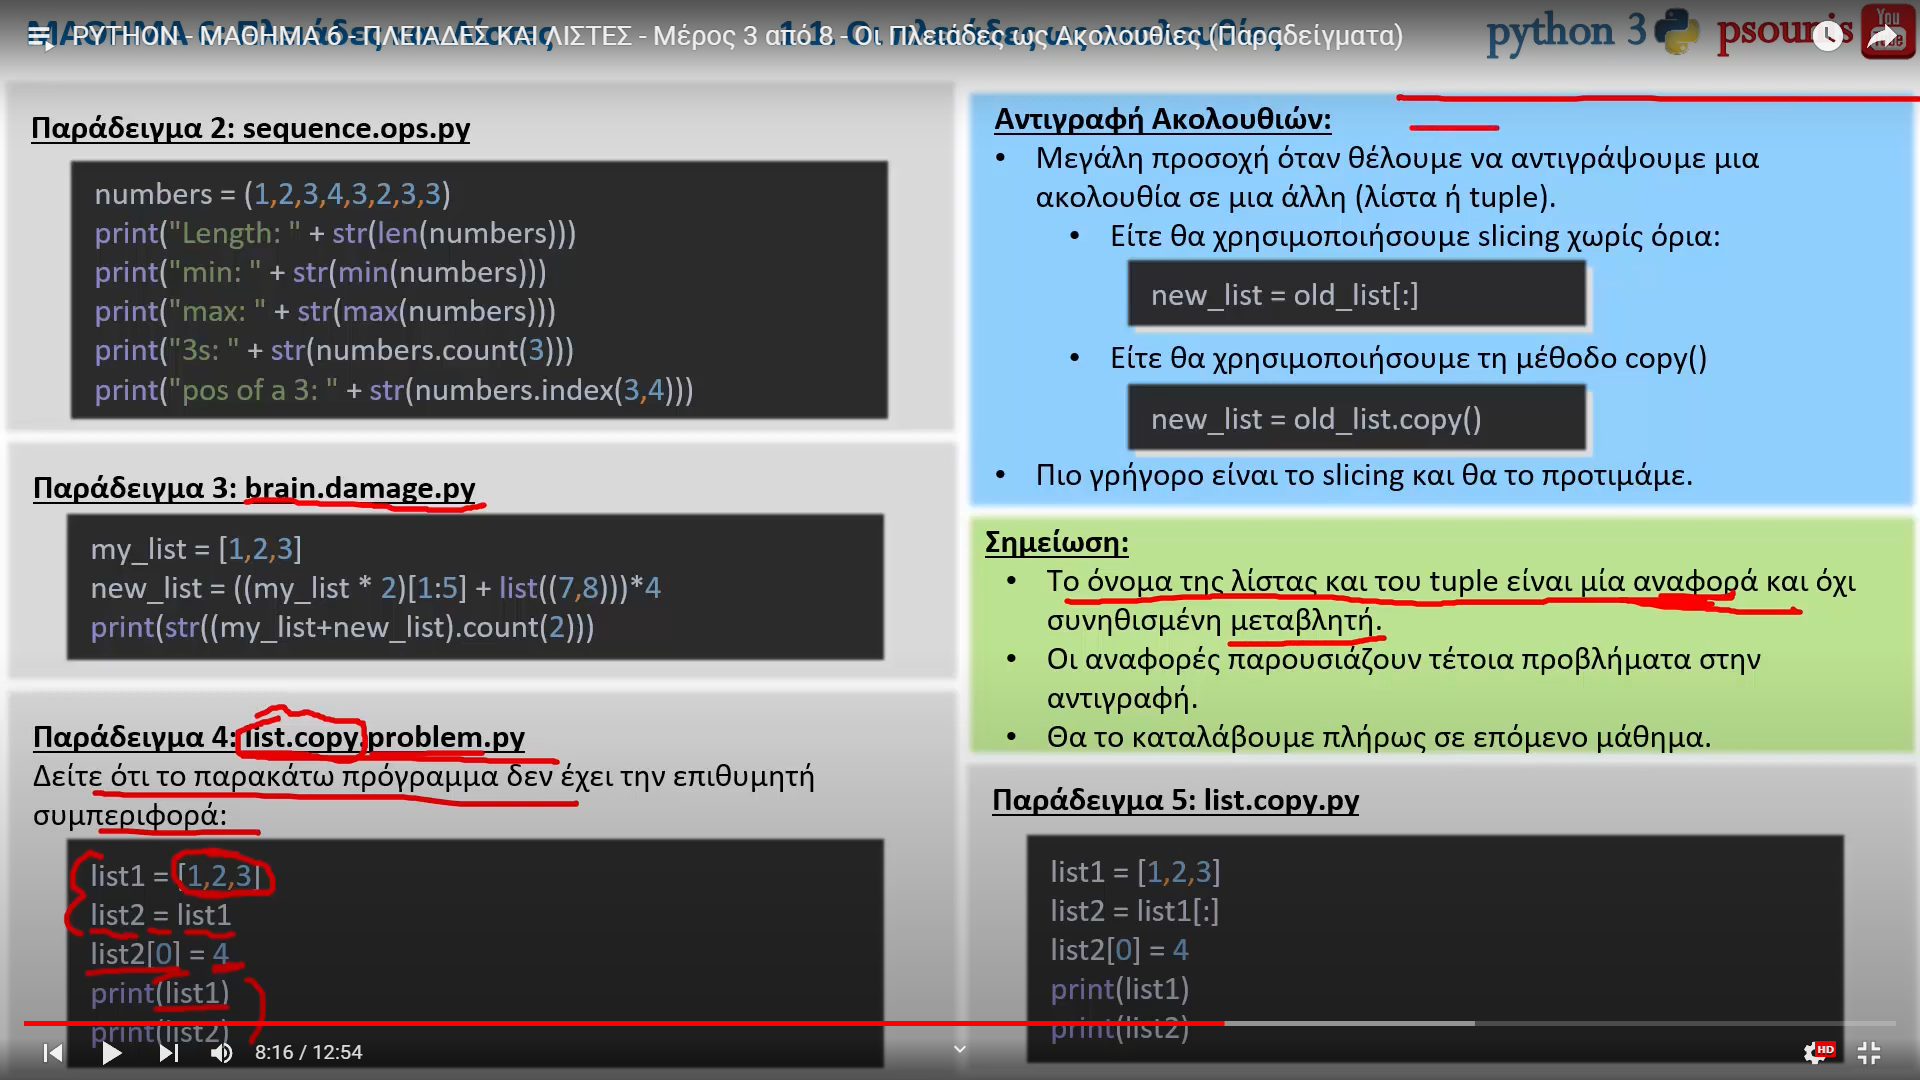 PYTHON - ΜΑΘΗΜΑ 6 - ΠΛΕΙΑΔΕΣ ΚΑΙ ΛΙΣΤΕΣ - Μέρος 3 από 8 - Οι Πλειάδες ως Ακολουθίες (Παραδείγματα)
python 3 psounis You Tube
Παράδειγμα 2: sequence.ops.py
numbers = (1,2,3,4,3,2,3,3)
print("Length: " + str(len(numbers)))
print("min: " + str(min(numbers)))
print("max: " + str(max(numbers)))
print("3s: " + str(numbers.count(3)))
print("pos of a 3: " + str(numbers.index(3,4)))
Παράδειγμα 3: brain.damage.py
my_list = [1,2,3]
new_list = ((my_list * 2)[1:5] + list((7,8)))*4
print(str((my_list+new_list).count(2)))
Παράδειγμα 4: list.copy.problem.py
Δείτε ότι το παρακάτω πρόγραμμα δεν έχει την επιθυμητή
συμπεριφορά:
list1 = [1,2,3]
list2 = list1
list2[0] = 4
print(list1)
print(list2)
Αντιγραφή Ακολουθιών:
• Μεγάλη προσοχή όταν θέλουμε να αντιγράψουμε μια
ακολουθία σε μια άλλη (λίστα ή tuple).
• Είτε θα χρησιμοποιήσουμε slicing χωρίς όρια:
new_list = old_list[:]
• Είτε θα χρησιμοποιήσουμε τη μέθοδο copy()
new_list = old_list.copy()
• Πιο γρήγορο είναι το slicing και θα το προτιμάμε.
Σημείωση:
• Το όνομα της λίστας και του tuple είναι μία αναφορά και όχι
συνηθισμένη μεταβλητή.
• Οι αναφορές παρουσιάζουν τέτοια προβλήματα στην
αντιγραφή.
• Θα το καταλάβουμε πλήρως σε επόμενο μάθημα.
Παράδειγμα 5: list.copy.py
list1 = [1,2,3]
list2 = list1[:]
list2[0] = 4
print(list1)
print(list2)
8:16 / 12:54
HD